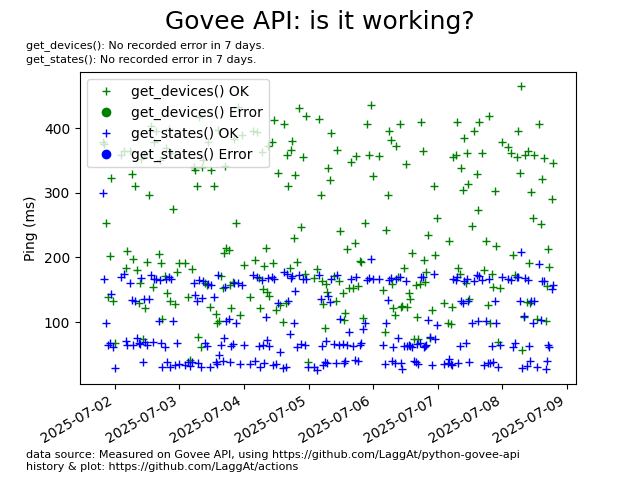 Govee API: is it working?
get_devices(): No recorded error in 7 days.
get_states(): No recorded error in 7 days.
get_devices() OK
get_devices() Error
get_states() OK
get_states() Error
Ping (ms)
400
300
200
100
2025-07-02
2025-07-03
2025-07-04
2025-07-05
2025-07-06
2025-07-07
2025-07-08
2025-07-09
data source: Measured on Govee API, using https://github.com/LaggAt/python-govee-api
history & plot: https://github.com/LaggAt/actions